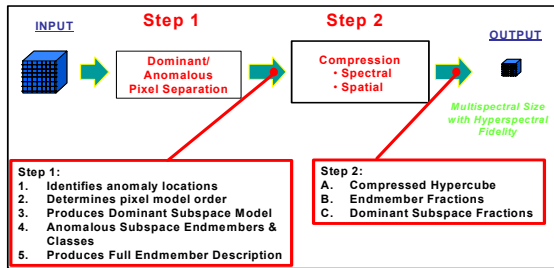 Step 1
Step 2
INPUT
OUTPUT
Dominant/
Anomalous
Pixel Separation
Compression
• Spectral
• Spatial
Multispectral Size
with Hyperspectral
Fidelity
Step 1:
1. Identifies anomaly locations
2. Determines pixel model order
3. Produces Dominant Subspace Model
4. Anomalous Subspace Endmembers &
Classes
5. Produces Full Endmember Description
Step 2:
A. Compressed Hypercube
B. Endmember Fractions
C. Dominant Subspace Fractions